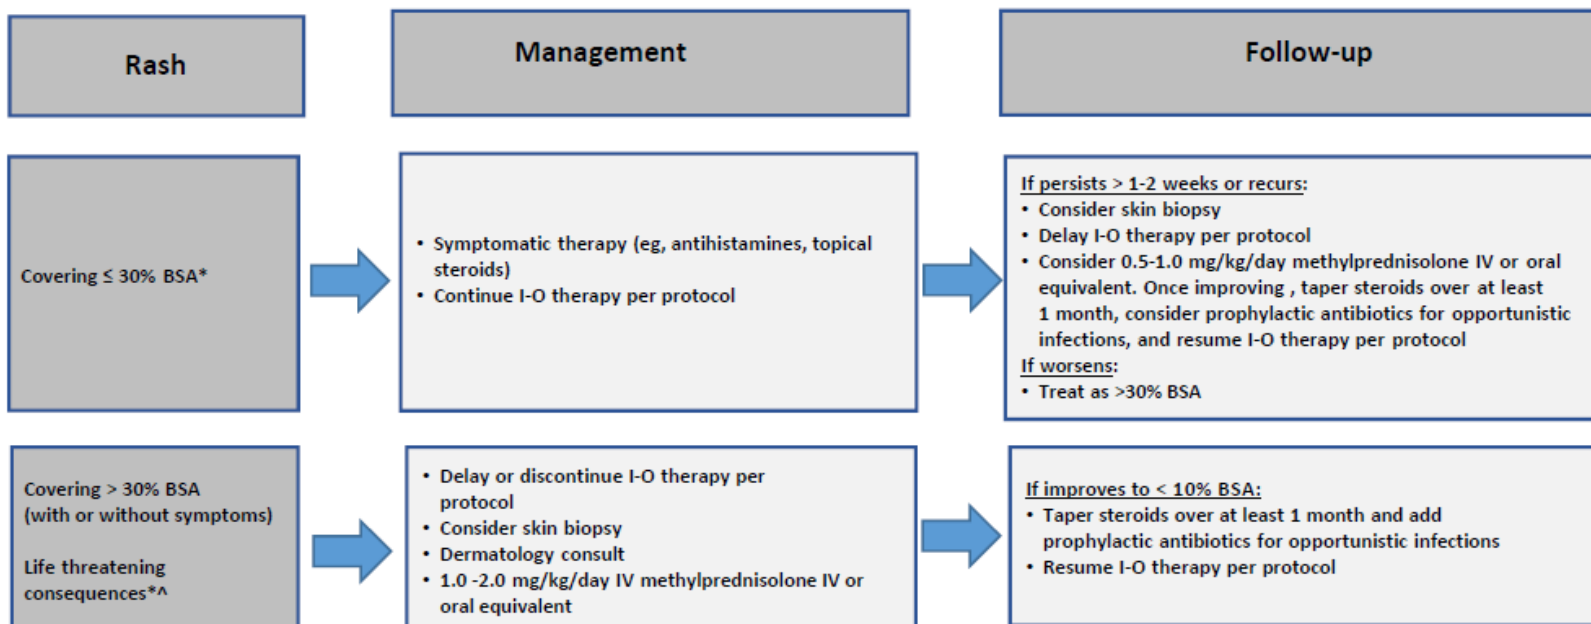 Rash
Management
Follow-up
Covering ≤ 30% BSA*
• Symptomatic therapy (eg, antihistamines, topical
steroids)
• Continue I-O therapy per protocol
If persists > 1-2 weeks or recurs:
• Consider skin biopsy
• Delay I-O therapy per protocol
• Consider 0.5-1.0 mg/kg/day methylprednisolone IV or oral
equivalent. Once improving , taper steroids over at least
1 month, consider prophylactic antibiotics for opportunistic
infections, and resume I-O therapy per protocol
If worsens:
• Treat as >30% BSA
Covering > 30% BSA
(with or without symptoms)
Life threatening
consequences*^
• Delay or discontinue I-O therapy per
protocol
• Consider skin biopsy
• Dermatology consult
• 1.0 -2.0 mg/kg/day IV methylprednisolone IV or
oral equivalent
If improves to < 10% BSA:
• Taper steroids over at least 1 month and add
prophylactic antibiotics for opportunistic infections
• Resume I-O therapy per protocol